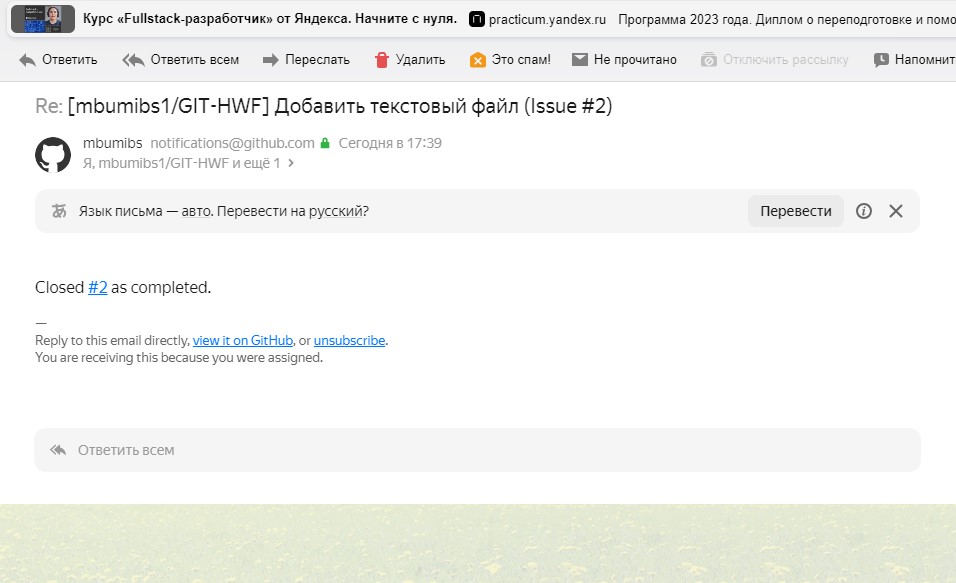 Курс «Fullstack-разработчик» от Яндекса. Начните с нуля. practicum.yandex.ru Программа 2023 года. Диплом о переподготовке и помо
Ответить Ответить всем Переслать Удалить Это спам! Не прочитано Отключить рассылку Напомнит
Re: [mbumibs1/GIT-HWF] Добавить текстовый файл (Issue #2)
mbumibs notifications@github.com Сегодня в 17:39
Я, mbumibs1/GIT-HWF и ещё 1
Язык письма — авто. Перевести на русский? Перевести
Closed #2 as completed.
—
Reply to this email directly, view it on GitHub, or unsubscribe.
You are receiving this because you were assigned.
Ответить всем